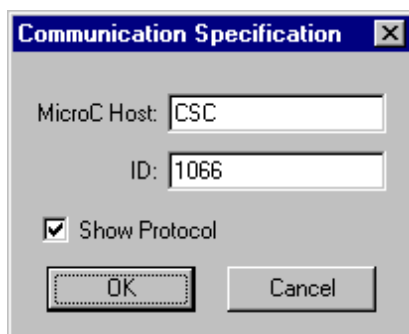 Communication Specification
MicroC Host: CSC
ID: 1066
Show Protocol
OK Cancel